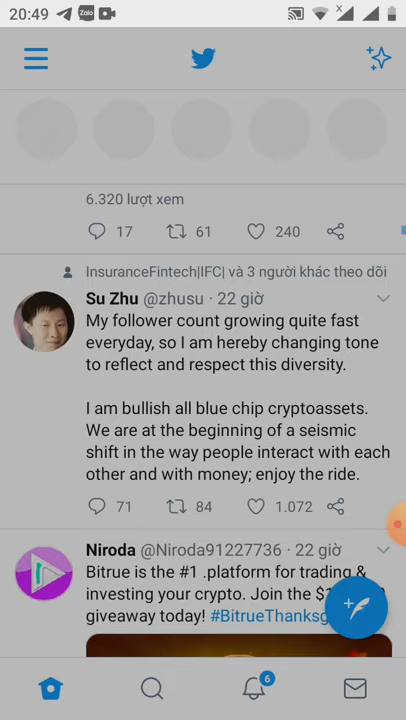 20:49
Zalo
6.320 lượt xem
17 61 240
InsuranceFintech|IFC| và 3 người khác theo dõi
Su Zhu @zhusu · 22 giờ
My follower count growing quite fast
everyday, so I am hereby changing tone
to reflect and respect this diversity.
I am bullish all blue chip cryptoassets.
We are at the beginning of a seismic
shift in the way people interact with each
other and with money; enjoy the ride.
71 84 1.072
Niroda @Niroda91227736 · 22 giờ
Bitrue is the #1 .platform for trading &
investing your crypto. Join the
giveaway today! #BitrueThanksg
6